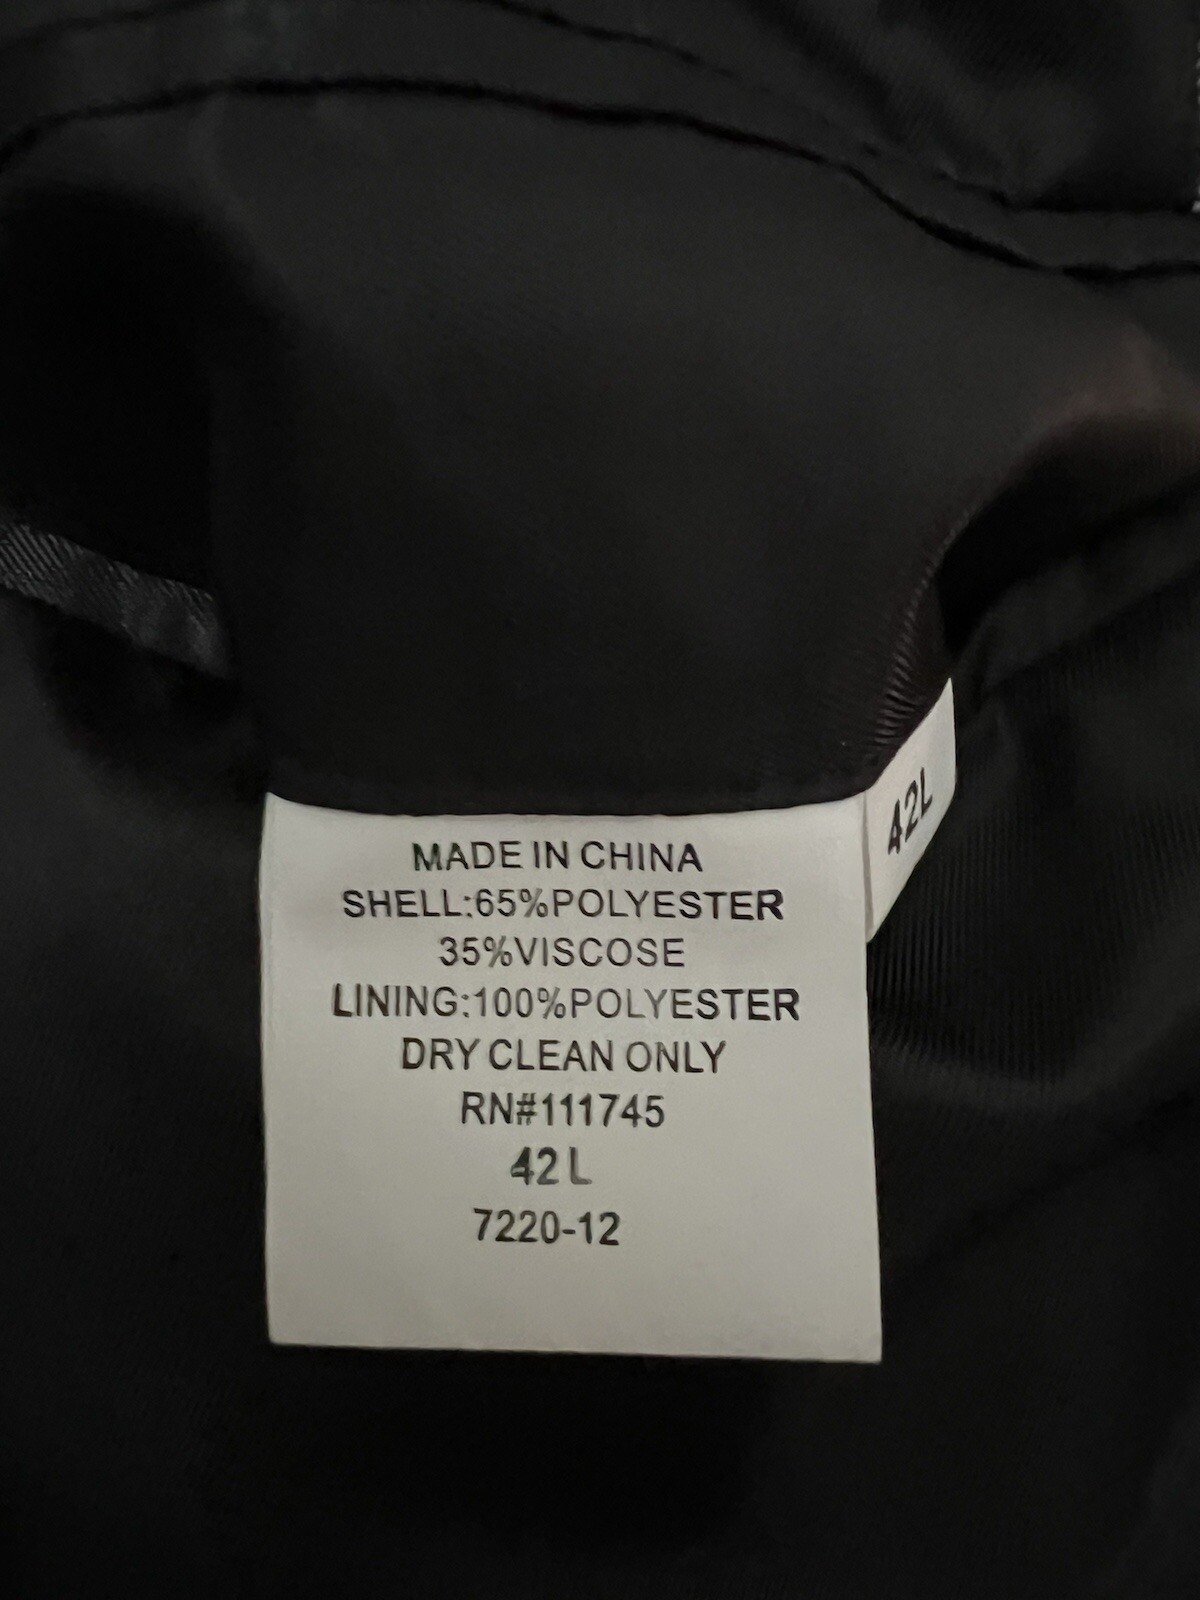 MADE IN CHINA
SHELL:65%POLYESTER
35%VISCOSE
LINING:100%POLYESTER
DRY CLEAN ONLY
RN#111745
42 L
7220-12
42L